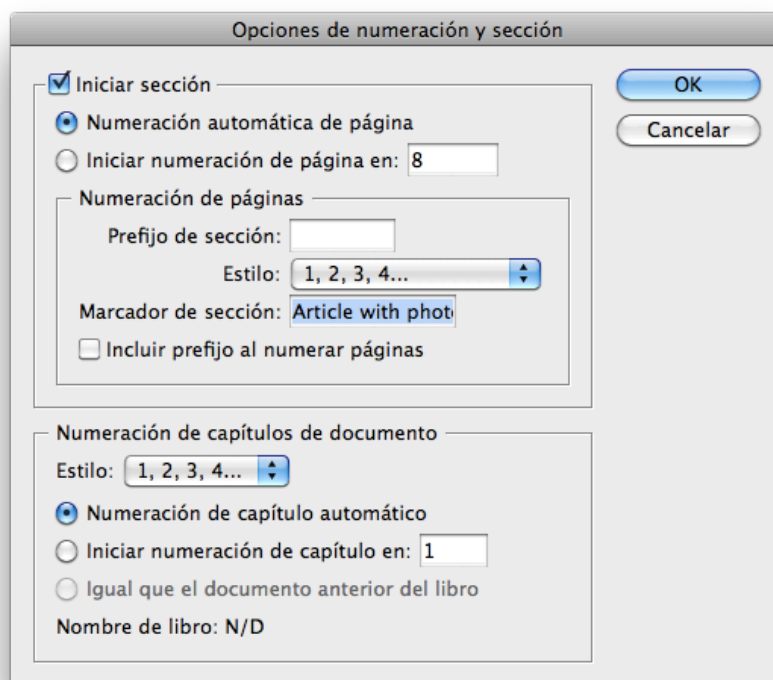 Opciones de numeración y sección
Iniciar sección
OK
Numeración automática de página
Cancelar
Iniciar numeración de página en: 8
Numeración de páginas
Prefijo de sección:
Estilo: 1, 2, 3, 4...
Marcador de sección: Article with phot
Incluir prefijo al numerar páginas
Numeración de capítulos de documento
Estilo: 1, 2, 3, 4...
Numeración de capítulo automático
Iniciar numeración de capítulo en: 1
Igual que el documento anterior del libro
Nombre de libro: N/D